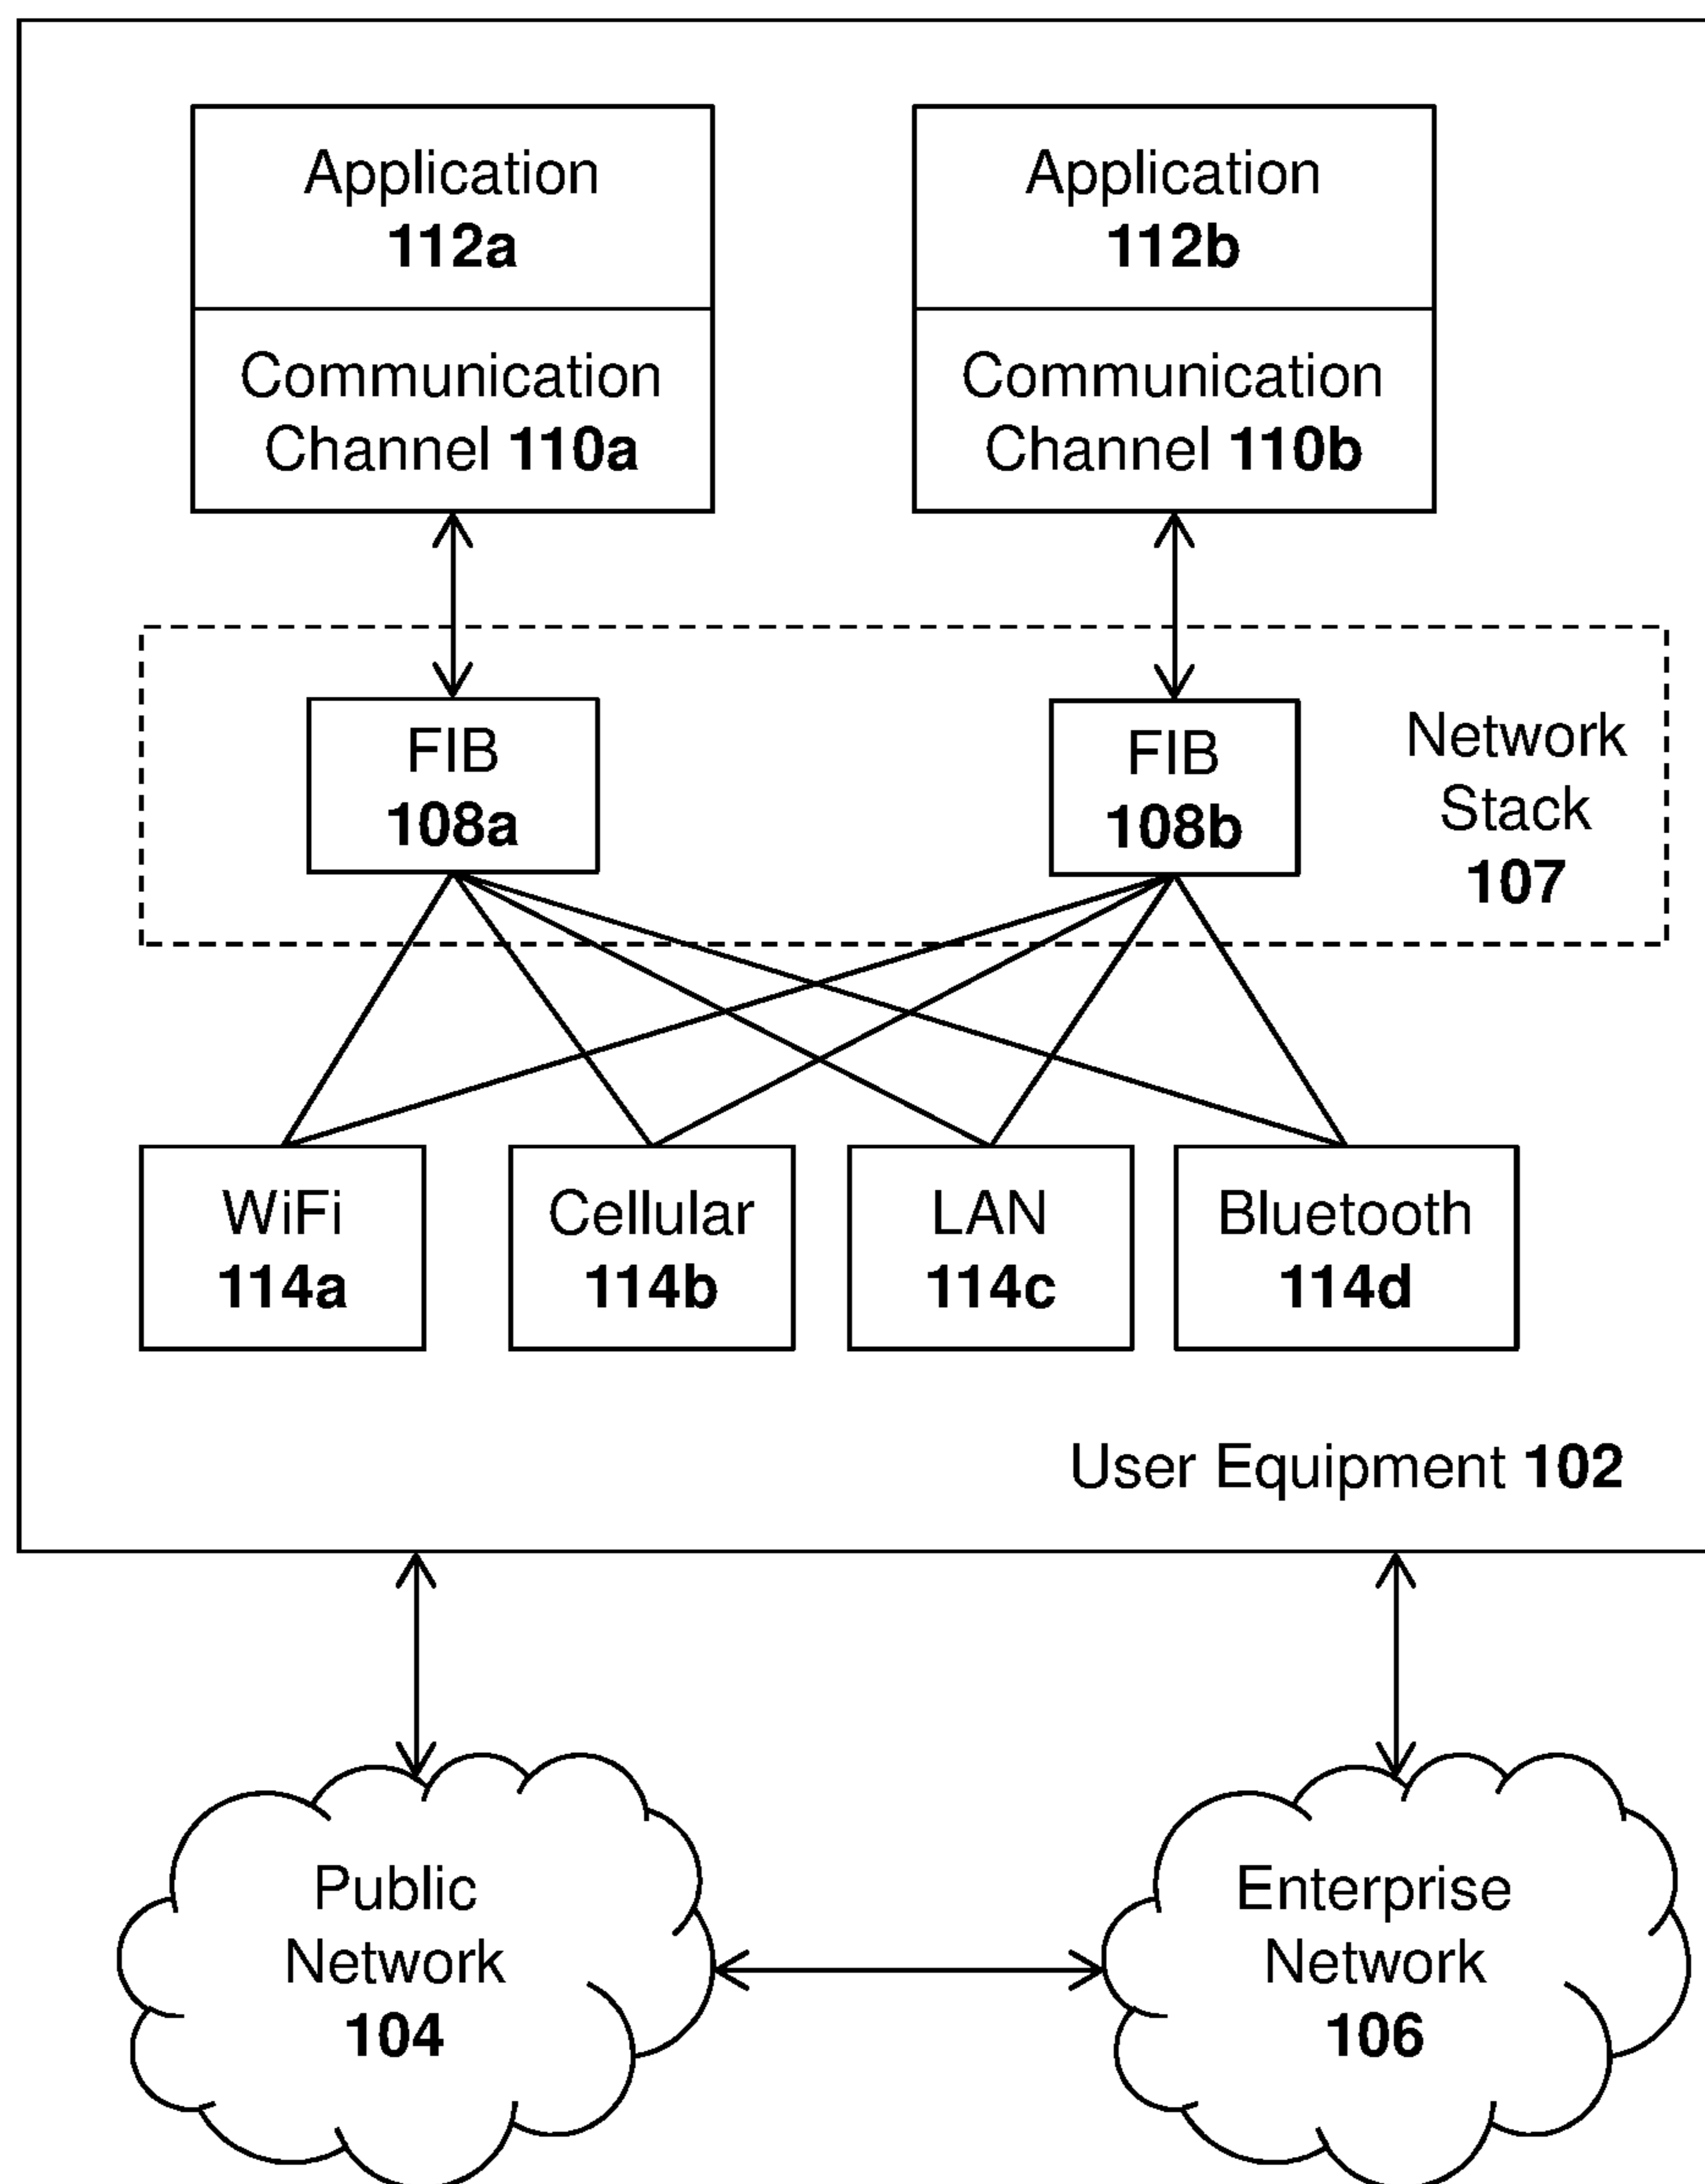 Application
112a
Communication
Channel 110a
Application
112b
Communication
Channel 110b
FIB
108a
FIB
108b
Network
Stack
107
WiFi
114a
Cellular
114b
LAN
114c
Bluetooth
114d
User Equipment 102
Public
Network
104
Enterprise
Network
106